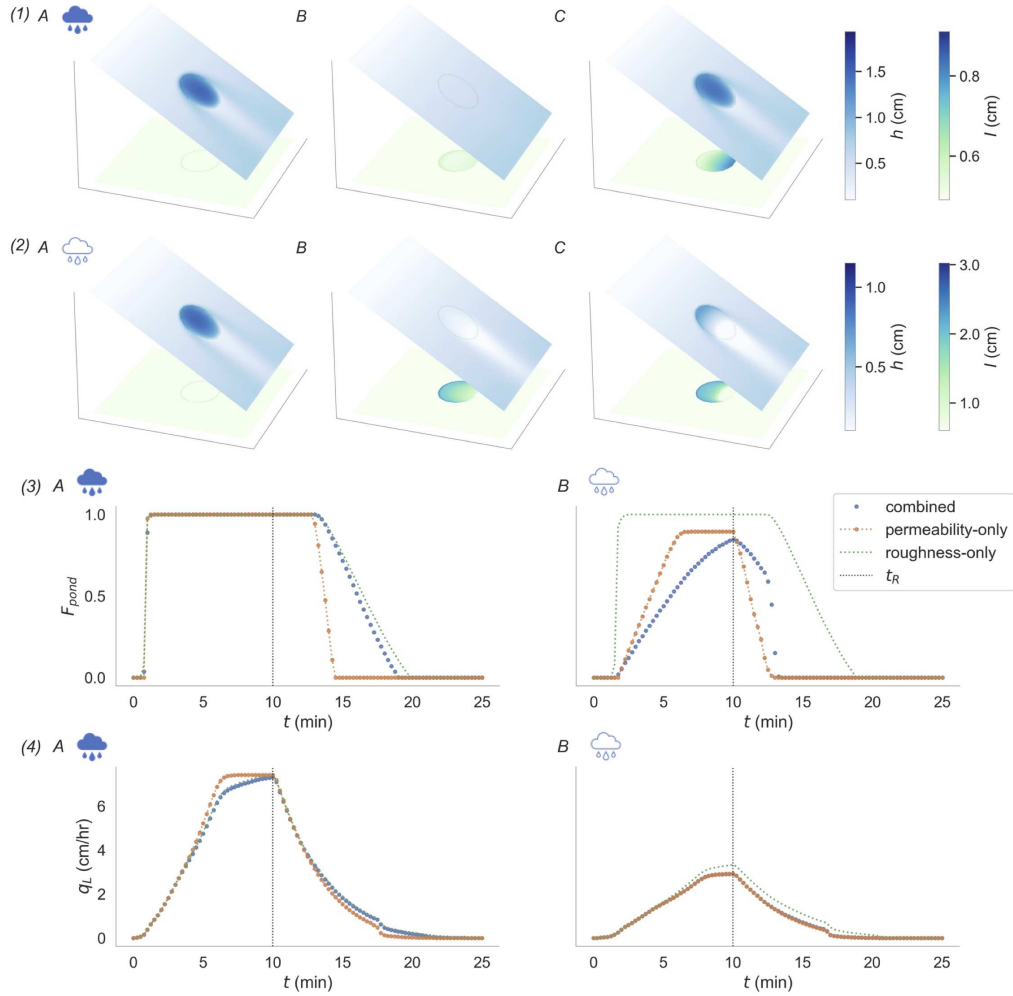 (1) A B C
1.5
1.0
0.5
h (cm)
0.8
0.6
I (cm)
(2) A B C
1.0
0.5
h (cm)
3.0
2.0
1.0
I (cm)
(3) A B
1.0
0.5
0.0
F_pond
0 5 10 15 20 25
t (min)
0 5 10 15 20 25
t (min)
combined
permeability-only
roughness-only
t_R
(4) A B
6
4
2
0
q_L (cm/hr)
0 5 10 15 20 25
t (min)
0 5 10 15 20 25
t (min)